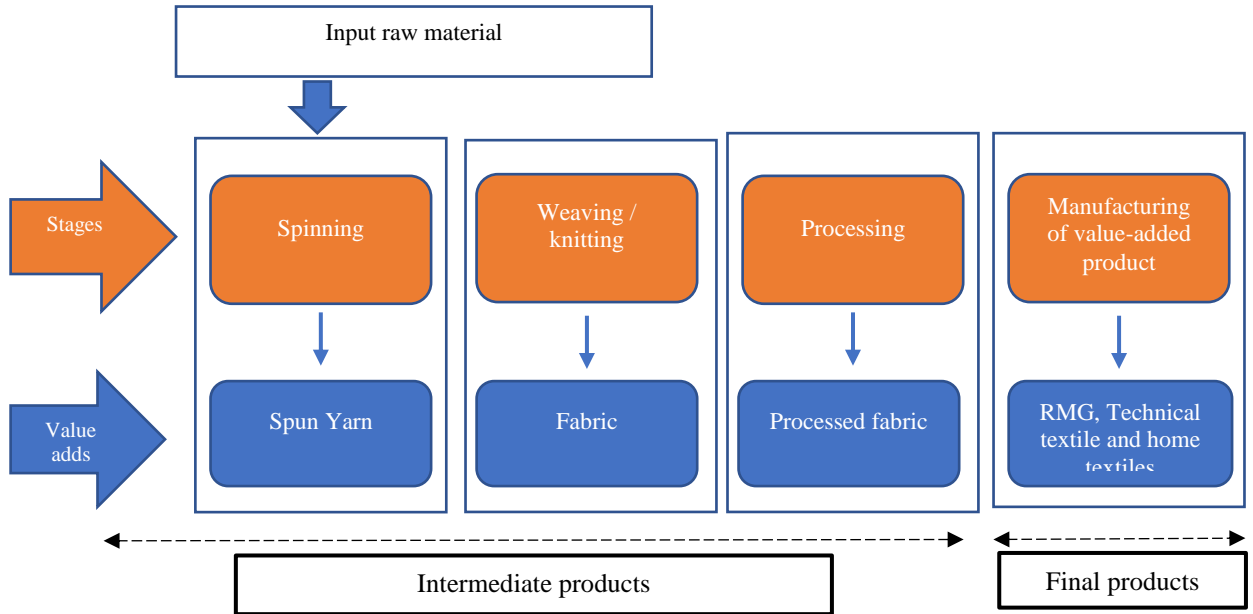 Input raw material
Stages
Spinning
Weaving /
knitting
Processing
Manufacturing
of value-added
product
Value
adds
Spun Yarn
Fabric
Processed fabric
RMG, Technical
textile and home
textiles
Intermediate products
Final products